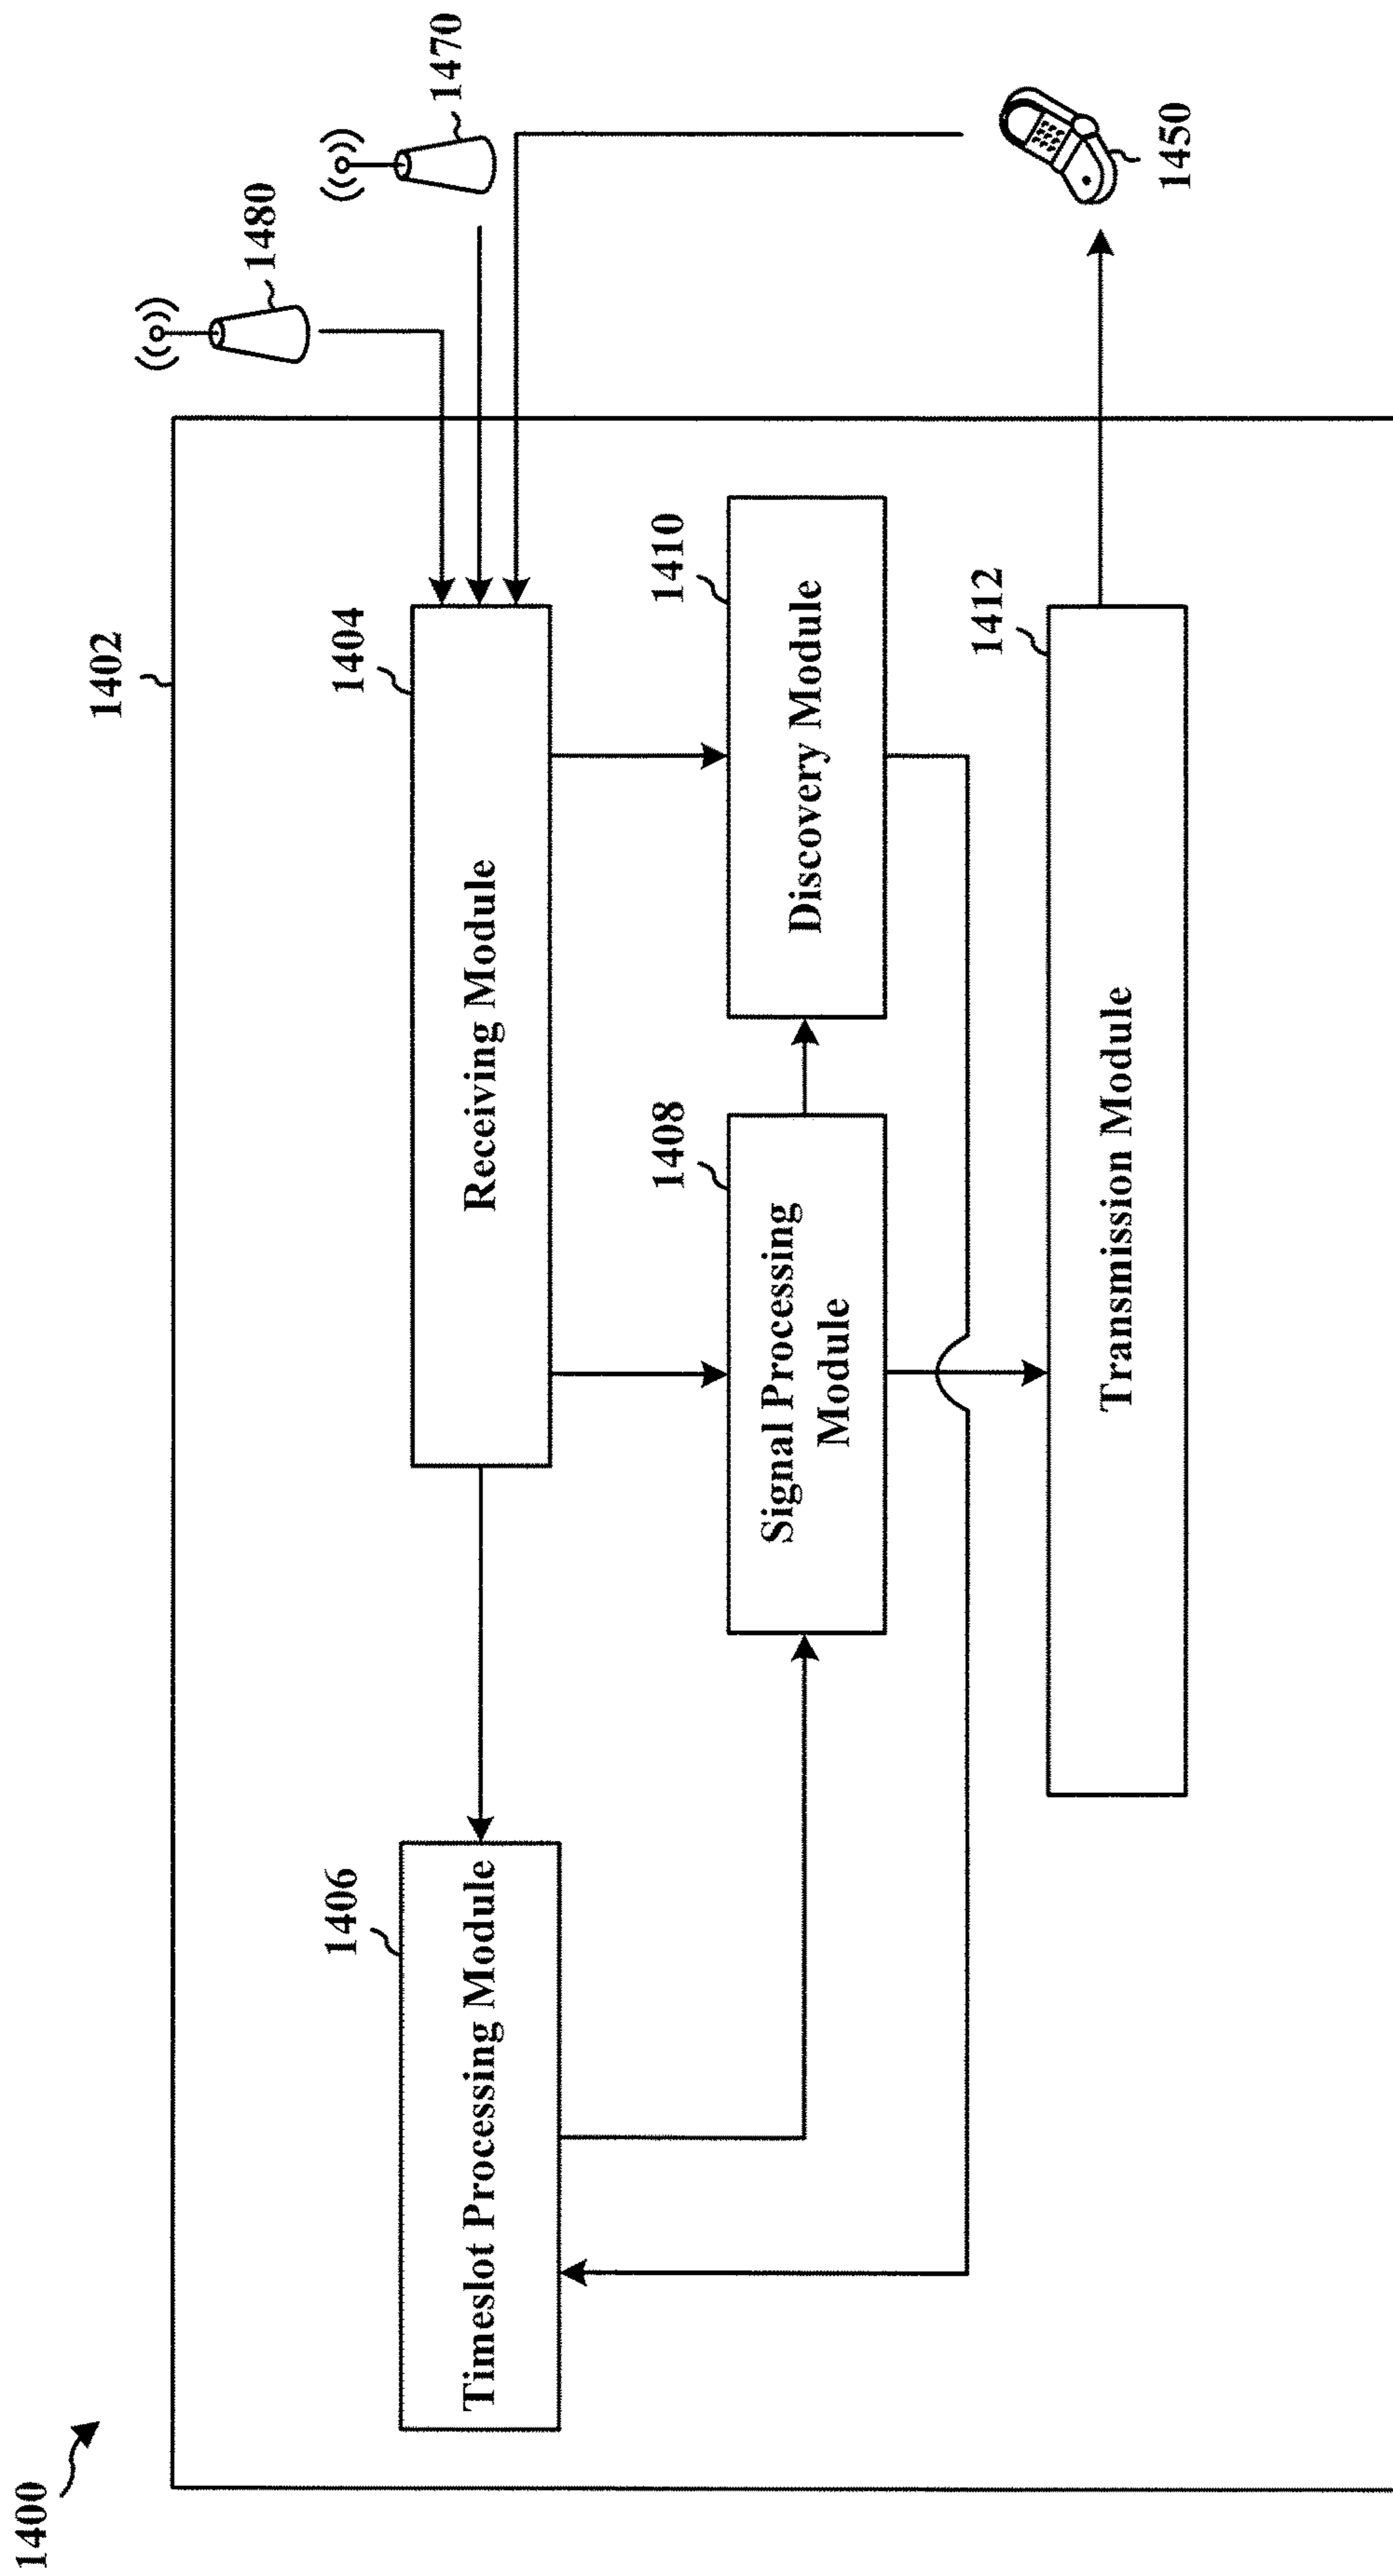 1400
1402
1480
1470
1404
1406
Timeslot Processing Module
Receiving Module
1408
1410
Signal Processing
Module
Discovery Module
1412
Transmission Module
1450